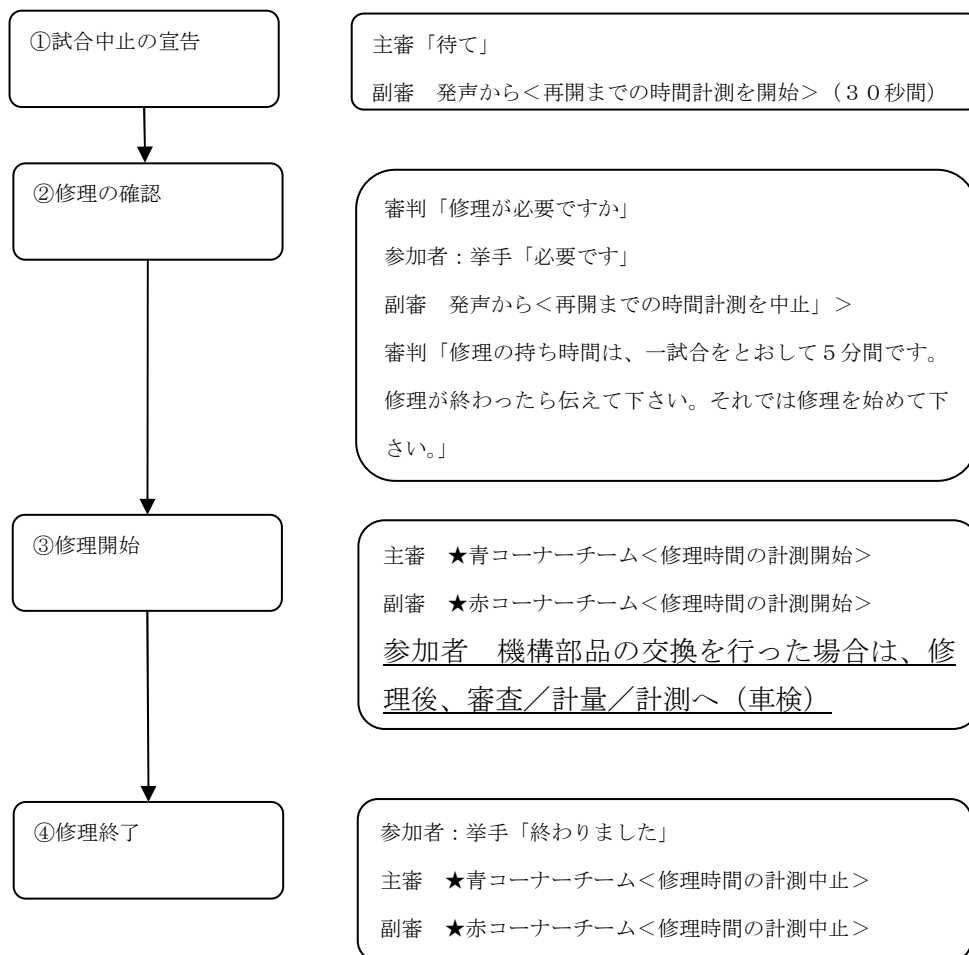 ①試合中止の宣告
主審「待て」
副審　発声から＜再開までの時間計測を開始＞（３０秒間）
②修理の確認
審判「修理が必要ですか」
参加者：挙手「必要です」
副審　発声から＜再開までの時間計測を中止」＞
審判「修理の持ち時間は、一試合をとおして５分間です。
修理が終わったら伝えて下さい。それでは修理を始めて下
さい。」
③修理開始
主審　★青コーナーチーム＜修理時間の計測開始＞
副審　★赤コーナーチーム＜修理時間の計測開始＞
参加者　機構部品の交換を行った場合は、修
理後、審査／計量／計測へ（車検）
④修理終了
参加者：挙手「終わりました」
主審　★青コーナーチーム＜修理時間の計測中止＞
副審　★赤コーナーチーム＜修理時間の計測中止＞